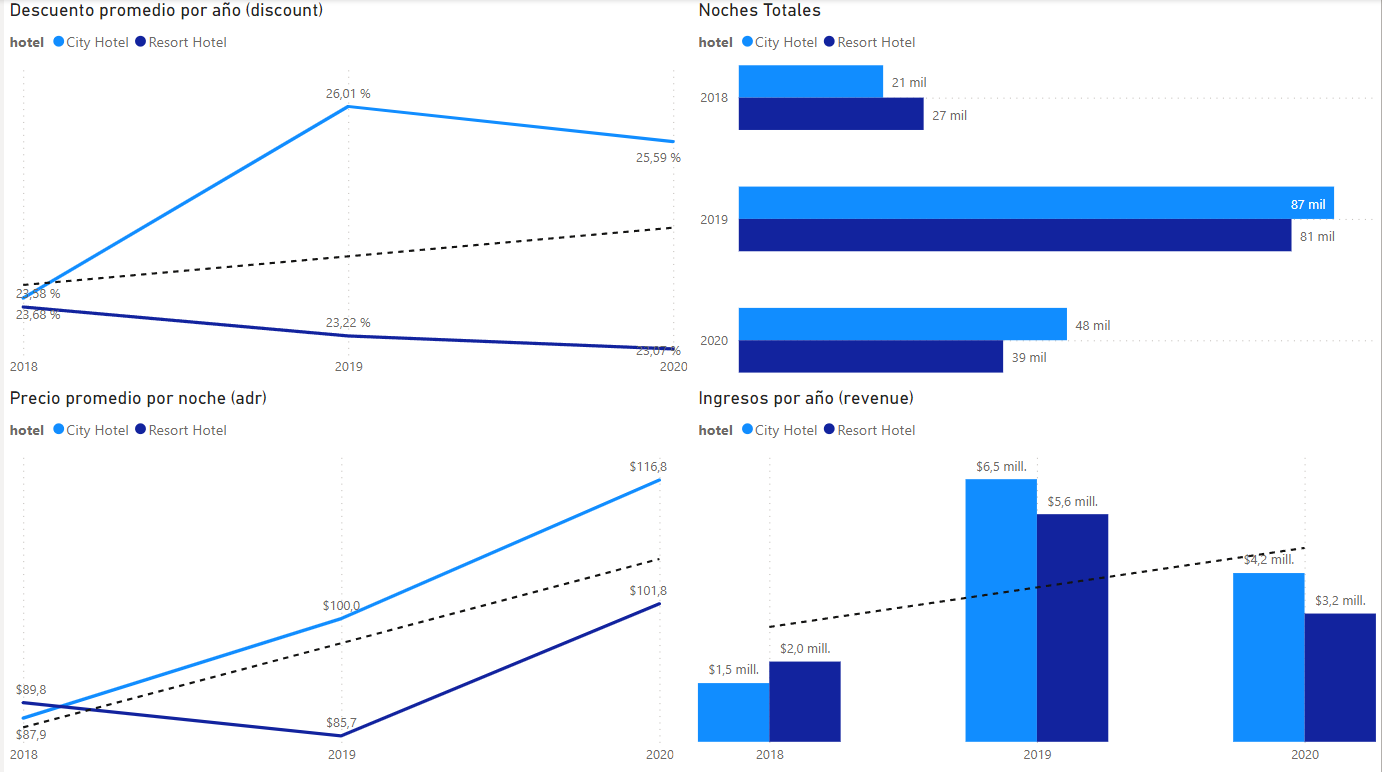 Descuento promedio por año (discount)
hotel City Hotel Resort Hotel
26,01 %
25,59 %
23,58 %
23,68 %
23,22 %
23,07 %
2018 2019 2020
Noches Totales
hotel City Hotel Resort Hotel
2018
21 mil
27 mil
2019
87 mil
81 mil
2020
48 mil
39 mil
Precio promedio por noche (adr)
hotel City Hotel Resort Hotel
$116,8
$100,0
$101,8
$89,8
$87,9
$85,7
2018 2019 2020
Ingresos por año (revenue)
hotel City Hotel Resort Hotel
$6,5 mill.
$5,6 mill.
$4,2 mill.
$3,2 mill.
$2,0 mill.
$1,5 mill.
2018 2019 2020